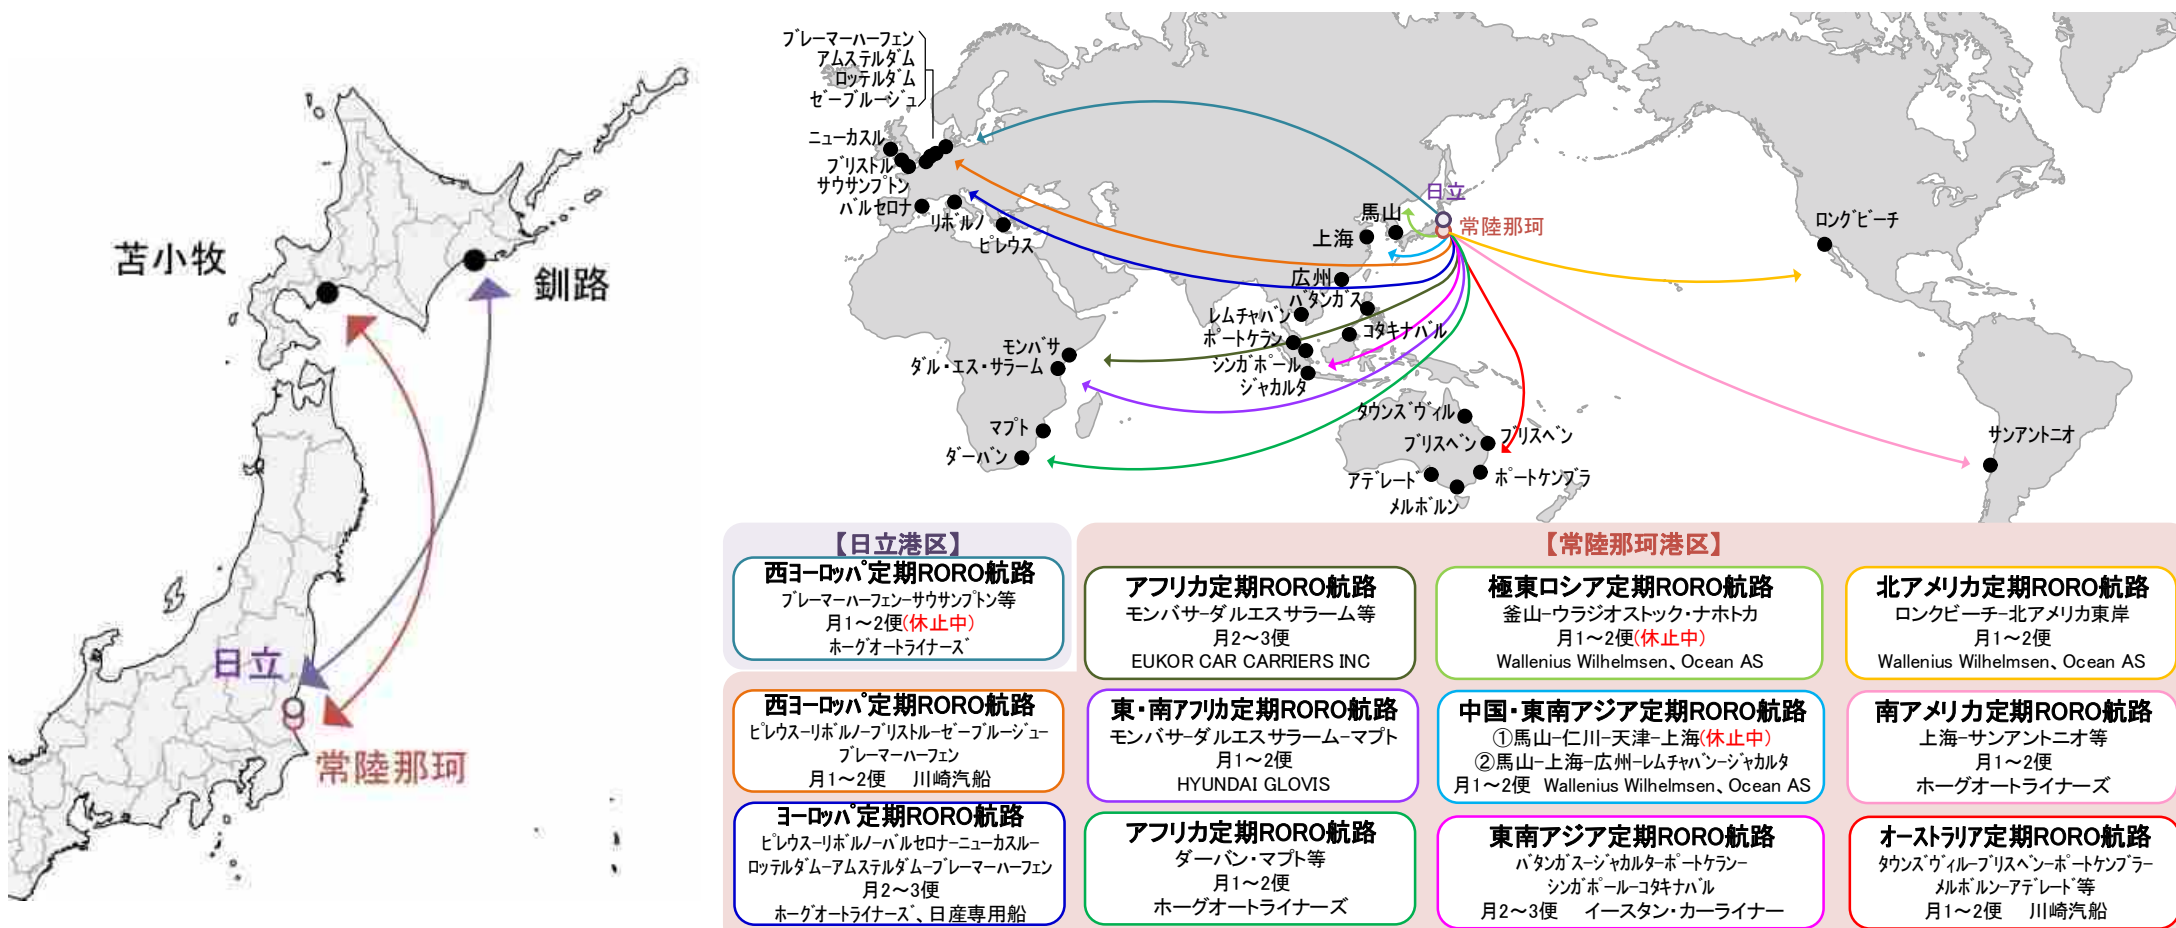 苫小牧
釧路
日立
常陸那珂
ブレーマーハーフェン
アムステルダム
ロッテルダム
ゼーブルージュ
ニューカスル
ブリストル
サウサンプトン
バルセロナ
リボルノ
ピレウス
モンバサ
ダル・エス・サラーム
マプト
ダーバン
日立
常陸那珂
馬山
上海
広州
バタンガス
レムチャバン
ポートケラン
コタキナバル
シンガポール
ジャカルタ
タウンズヴィル
ブリスベン
ブリスベン
アデレード
ポートケンブラ
メルボルン
ロングビーチ
サンアントニオ
【日立港区】
西ヨーロッパ定期RORO航路
ブレーマーハーフェン−サウサンプトン等
月1～2便(休止中)
ホーグオートライナーズ
【常陸那珂港区】
西ヨーロッパ定期RORO航路
ピレウス−リボルノ−ブリストル−ゼーブルージュ−
ブレーマーハーフェン
月1～2便　川崎汽船
ヨーロッパ定期RORO航路
ピレウス−リボルノ−バルセロナ−ニューカスル−
ロッテルダム−アムステルダム−ブレーマーハーフェン
月2～3便
ホーグオートライナーズ、日産専用船
アフリカ定期RORO航路
モンバサ−ダルエスサラーム等
月2～3便
EUKOR CAR CARRIERS INC
東・南アフリカ定期RORO航路
モンバサ−ダルエスサラーム−マプト
月1～2便
HYUNDAI GLOVIS
アフリカ定期RORO航路
ダーバン・マプト等
月1～2便
ホーグオートライナーズ
極東ロシア定期RORO航路
釜山−ウラジオストック・ナホトカ
月1～2便(休止中)
Wallenius Wilhelmsen、Ocean AS
中国・東南アジア定期RORO航路
①馬山−仁川−天津−上海(休止中)
②馬山−上海−広州−レムチャバン−ジャカルタ
月1～2便 Wallenius Wilhelmsen、Ocean AS
東南アジア定期RORO航路
バタンガス−ジャカルタ−ポートケラン−
シンガポール−コタキナバル
月2～3便　イースタン・カーライナー
北アメリカ定期RORO航路
ロンクビーチ−北アメリカ東岸
月1～2便
Wallenius Wilhelmsen、Ocean AS
南アメリカ定期RORO航路
上海−サンアントニオ等
月1～2便
ホーグオートライナーズ
オーストラリア定期RORO航路
タウンズヴィル−ブリスベン−ポートケンブラ−
メルボルン−アデレード等
月1～2便　川崎汽船